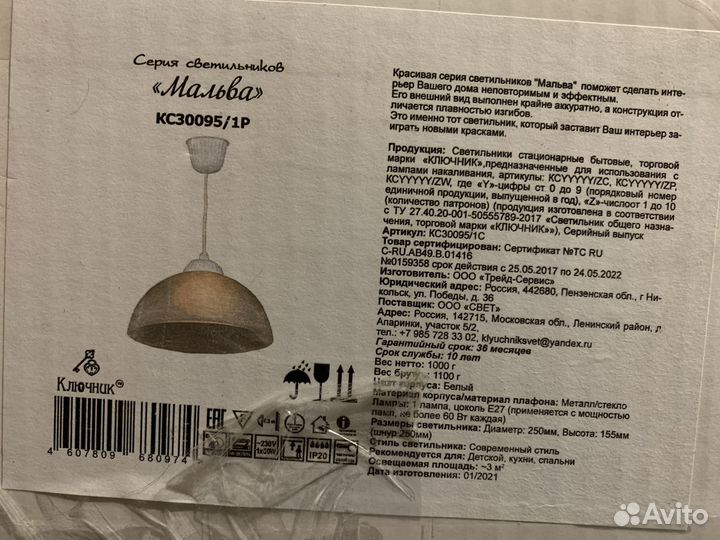 Серия светильников
«Мальва»
КС30095/1Р
Ключник™
4 607809 680974
EAC
~230V
1x60W
IP20
Красивая серия светильников "Мальва" поможет сделать инте-
рьер Вашего дома неповторимым и эффектным.
Его внешний вид выполнен крайне аккуратно, а конструкция от-
личается плавностью изгибов.
Это именно тот светильник, который заставит Ваш интерьер за-
играть новыми красками.
Продукция: Светильники стационарные бытовые, торговой
марки «КЛЮЧНИК»,предназначенные для использования с
лампами накаливания, артикулы: KCYYYYY/ZC, KCYYYYY/ZP,
KCYYYYY/ZW, где «Y»-цифры от 0 до 9 (порядковый номер
единичной продукции, выпущенной в год), «Z»-числоот 1 до 10
(количество патронов) (продукция изготовлена в соответствии
с ТУ 27.40.20-001-50555789-2017 «Светильник общего назна-
чения, торговой марки «КЛЮЧНИК»»), Серийный выпуск
Артикул: КС30095/1С
Товар сертифицирован: Сертификат №ТС RU
C-RU.АВ49.В.01416
№0159358 срок действия с 25.05.2017 по 24.05.2022
Изготовитель: ООО «Трейд-Сервис»
Юридический адрес: Россия, 442680, Пензенская обл., г Ни-
кольск, ул. Победы, д. 36
Поставщик: ООО "СВЕТ"
Адрес: Россия, 142715, Московская обл., Ленинский район, д
Апаринки, участок 5/2,
тел.: +7 985 728 33 02, klyuchniksvet@yandex.ru
Гарантийный срок: 36 месяцев
Срок службы: 10 лет
Вес нетто: 1000 г
Вес брутто: 1100 г
Цвет корпуса: Белый
Материал корпуса/материал плафона: Металл/стекло
Лампы: 1 лампа, цоколь Е27 (применяется с мощностью
ламп, не более 60 Вт каждая)
Размеры светильника: Диаметр: 250мм, Высота: 155мм
(шнур 250мм)
Стиль светильника: Современный стиль
Рекомендуется для: Детской, кухни, спальни
Освещаемая площадь: ~3 м²
Дата изготовления: 01/2021
Avito